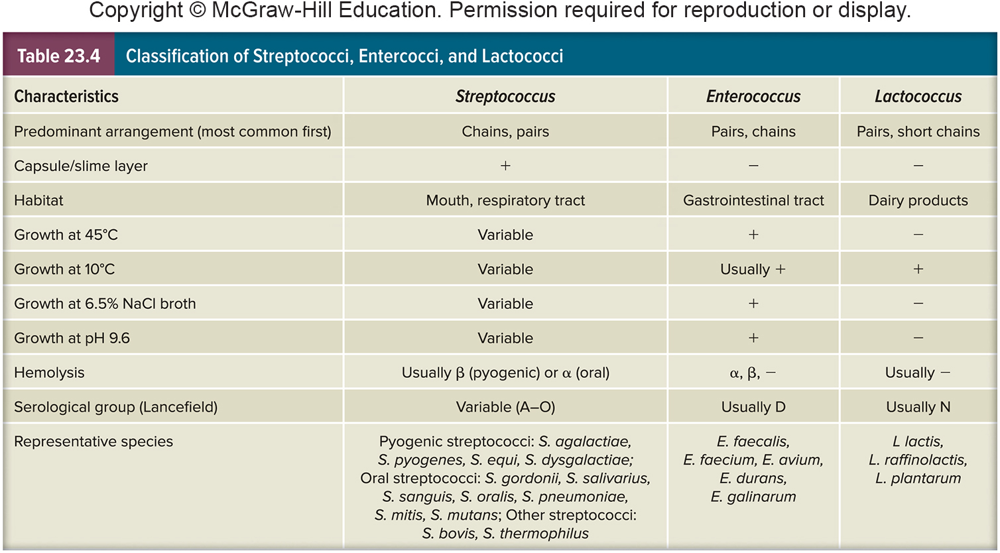 Copyright © McGraw-Hill Education. Permission required for reproduction or display.
Table 23.4 Classification of Streptococci, Entercocci, and Lactococci
Characteristics Streptococcus Enterococcus Lactococcus
Predominant arrangement (most common first) Chains, pairs Pairs, chains Pairs, short chains
Capsule/slime layer + − −
Habitat Mouth, respiratory tract Gastrointestinal tract Dairy products
Growth at 45°C Variable + −
Growth at 10°C Variable Usually + +
Growth at 6.5% NaCl broth Variable + −
Growth at pH 9.6 Variable + −
Hemolysis Usually β (pyogenic) or α (oral) α, β, − Usually −
Serological group (Lancefield) Variable (A–O) Usually D Usually N
Representative species Pyogenic streptococci: S. agalactiae, E. faecalis, L lactis,
S. pyogenes, S. equi, S. dysgalactiae; E. faecium, E. avium, L. raffinolactis,
Oral streptococci: S. gordonii, S. salivarius, E. durans, L. plantarum
S. sanguis, S. oralis, S. pneumoniae, E. galinarum
S. mitis, S. mutans; Other streptococci:
S. bovis, S. thermophilus